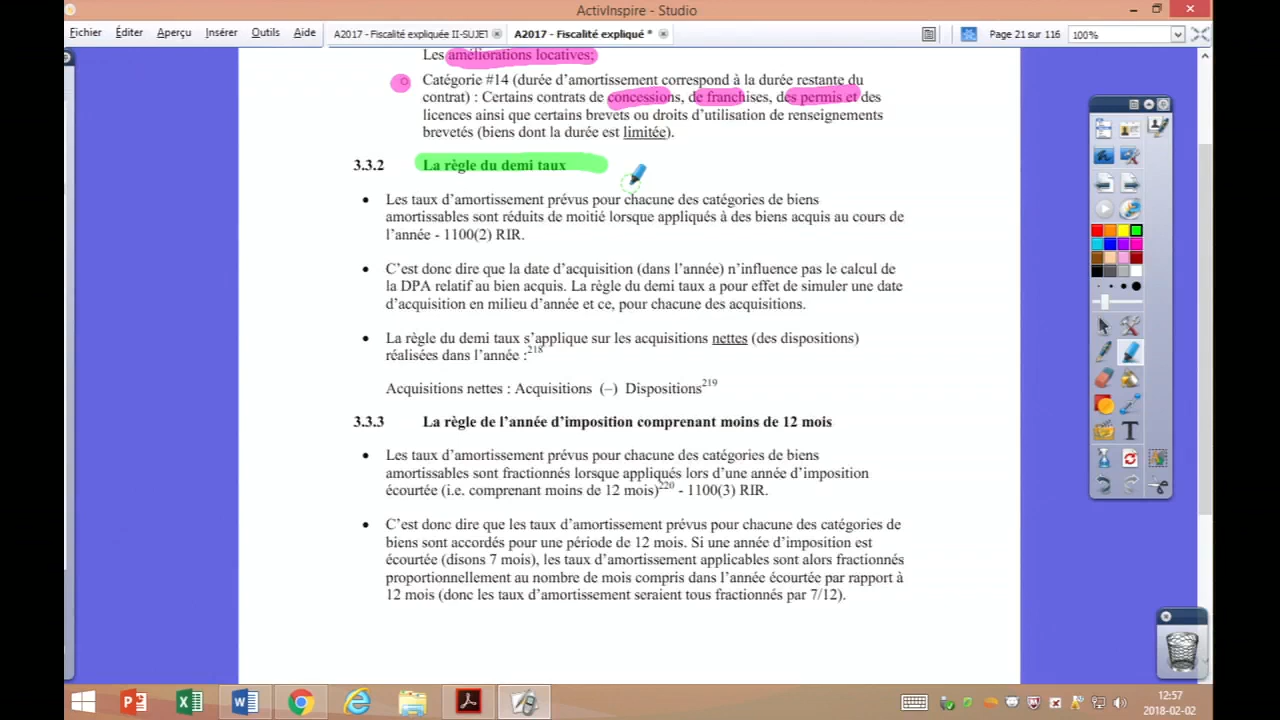 ActivInspire - Studio
Fichier Éditer Aperçu Insérer Outils Aide
A2017 - Fiscalité expliquée II-SUJET
A2017 - Fiscalité expliqué *
Page 21 sur 116
100%
Les améliorations locatives;
Catégorie #14 (durée d’amortissement correspond à la durée restante du
contrat) : Certains contrats de concessions, de franchises, des permis et des
licences ainsi que certains brevets ou droits d’utilisation de renseignements
brevetés (biens dont la durée est limitée).
3.3.2 La règle du demi taux
• Les taux d’amortissement prévus pour chacune des catégories de biens
amortissables sont réduits de moitié lorsque appliqués à des biens acquis au cours de
l’année - 1100(2) RIR.
• C’est donc dire que la date d’acquisition (dans l’année) n’influence pas le calcul de
la DPA relatif au bien acquis. La règle du demi taux a pour effet de simuler une date
d’acquisition en milieu d’année et ce, pour chacune des acquisitions.
• La règle du demi taux s’applique sur les acquisitions nettes (des dispositions)
réalisées dans l’année :218
Acquisitions nettes : Acquisitions (–) Dispositions219
3.3.3 La règle de l’année d’imposition comprenant moins de 12 mois
• Les taux d’amortissement prévus pour chacune des catégories de biens
amortissables sont fractionnés lorsque appliqués lors d’une année d’imposition
écourtée (i.e. comprenant moins de 12 mois)220 - 1100(3) RIR.
• C’est donc dire que les taux d’amortissement prévus pour chacune des catégories de
biens sont accordés pour une période de 12 mois. Si une année d’imposition est
écourtée (disons 7 mois), les taux d’amortissement applicables sont alors fractionnés
proportionnellement au nombre de mois compris dans l’année écourtée par rapport à
12 mois (donc les taux d’amortissement seraient tous fractionnés par 7/12).
12:57
2018-02-02